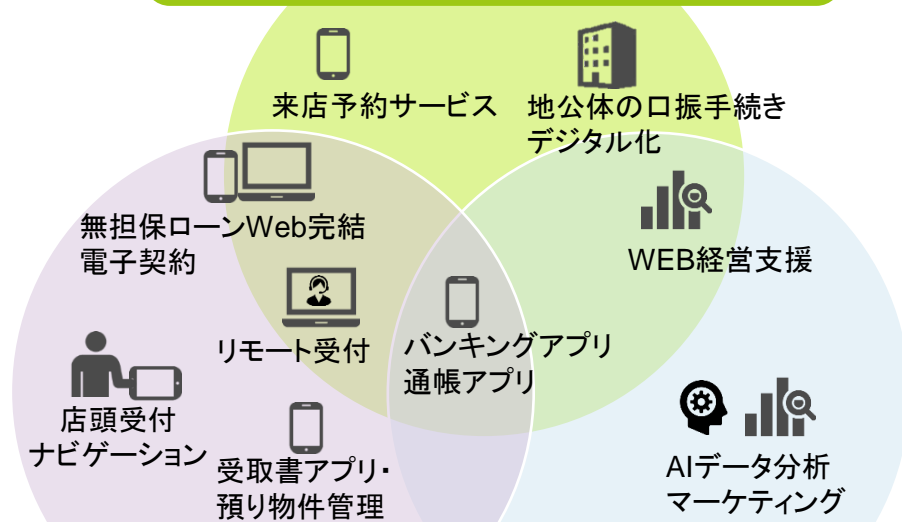 来店予約サービス
地公体の口振手続き
デジタル化
無担保ローンWeb完結
電子契約
WEB経営支援
リモート受付
バンキングアプリ
通帳アプリ
店頭受付
ナビゲーション
受取書アプリ・
預り物件管理
AIデータ分析
マーケティング